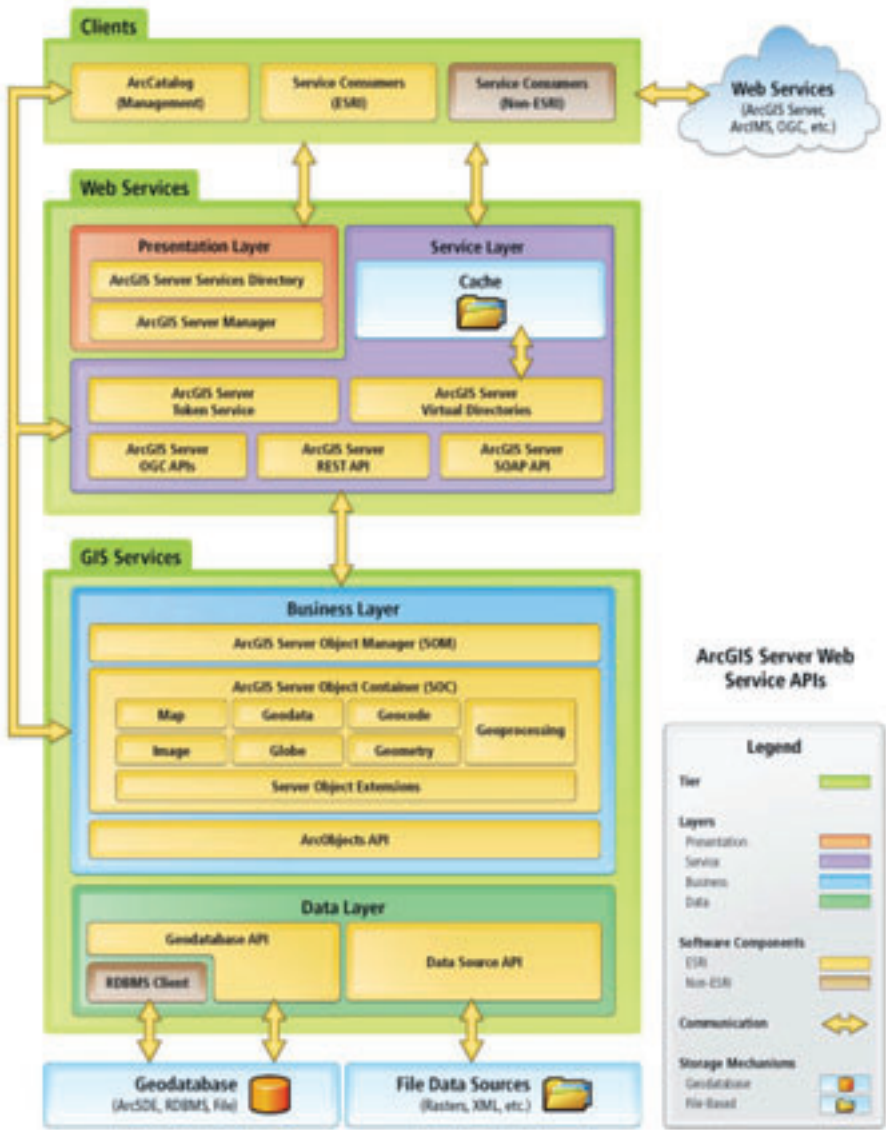 Clients
ArcCatalog
(Management)
Service Consumers
(ESRI)
Service Consumers
(Non-ESRI)
Web Services
(ArcGIS Server,
ArcIMS, OGC, etc.)
Web Services
Presentation Layer
ArcGIS Server Services Directory
ArcGIS Server Manager
Service Layer
Cache
ArcGIS Server
Token Service
ArcGIS Server
Virtual Directories
ArcGIS Server
OGC APIs
ArcGIS Server
REST API
ArcGIS Server
SOAP API
GIS Services
Business Layer
ArcGIS Server Object Manager (SOM)
ArcGIS Server Object Container (SOC)
Map
Geodata
Geocode
Geoprocessing
Image
Globe
Geometry
Server Object Extensions
ArcObjects API
Data Layer
Geodatabase API
RDBMS Client
Data Source API
Geodatabase
(ArcSDE, RDBMS, File)
File Data Sources
(Rasters, XML, etc.)
ArcGIS Server Web
Service APIs
Legend
Tier
Layers
Presentation
Service
Business
Data
Software Components
ESRI
Non-ESRI
Communication
Storage Mechanisms
Geodatabase
File-Based